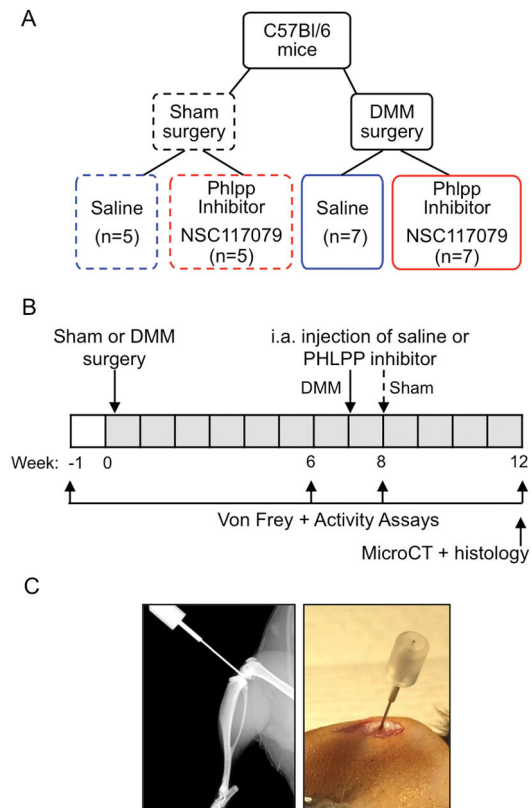 A
C57Bl/6
mice
Sham
surgery
DMM
surgery
Saline
(n=5)
Phlpp
Inhibitor
NSC117079
(n=5)
Saline
(n=7)
Phlpp
Inhibitor
NSC117079
(n=7)
B
Sham or DMM
surgery
i.a. injection of saline or
PHLPP inhibitor
DMM
Sham
Week: -1 0 6 8 12
Von Frey + Activity Assays
MicroCT + histology
C